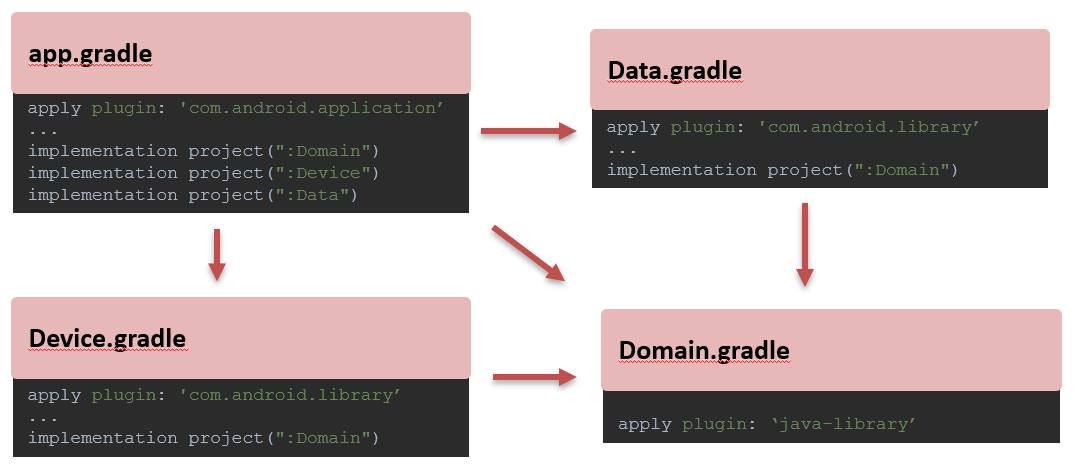 app.gradle
apply plugin: 'com.android.application’
...
implementation project(":Domain")
implementation project(":Device")
implementation project(":Data")
Data.gradle
apply plugin: 'com.android.library’
...
implementation project(":Domain")
Device.gradle
apply plugin: 'com.android.library’
...
implementation project(":Domain")
Domain.gradle
apply plugin: ‘java-library’